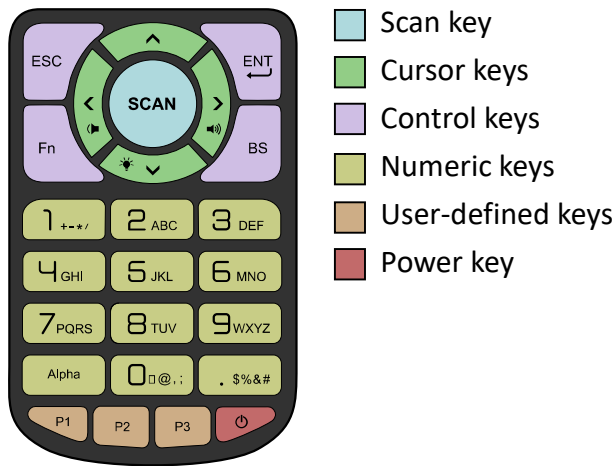 ESC
ENT
SCAN
Fn
BS
1 +-*/
2 ABC
3 DEF
4 GHI
5 JKL
6 MNO
7 PQRS
8 TUV
9 WXYZ
Alpha
0 □@,;
. $%&#
P1
P2
P3
Scan key
Cursor keys
Control keys
Numeric keys
User-defined keys
Power key